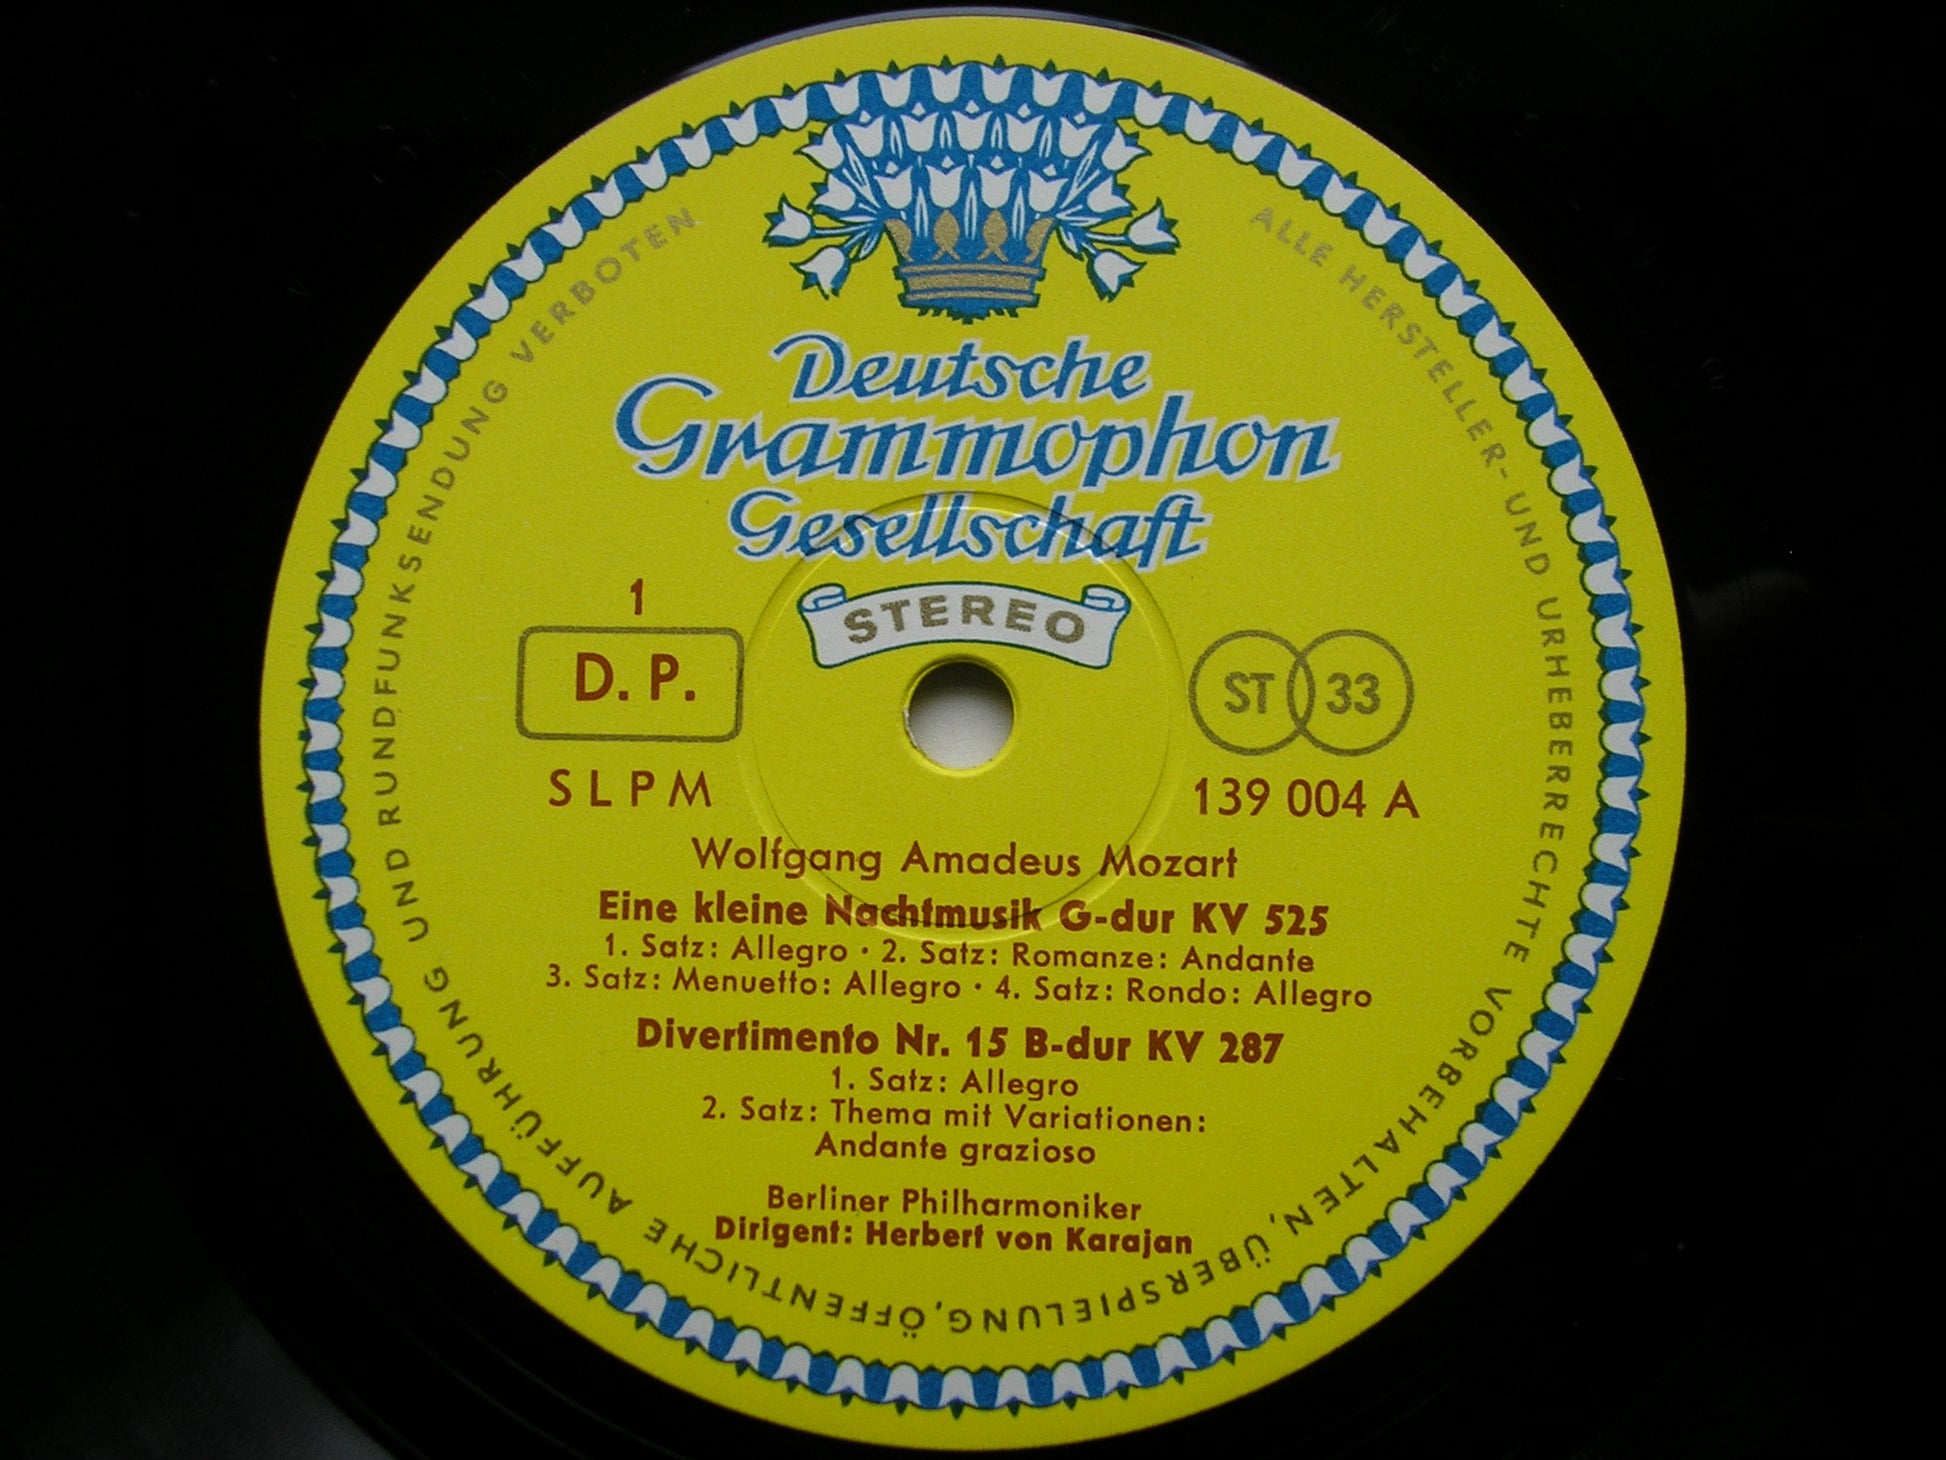 Deutsche
Grammophon
Gesellschaft
STEREO
1
D. P.
ST 33
SLPM
139 004 A
Wolfgang Amadeus Mozart
Eine kleine Nachtmusik G-dur KV 525
1. Satz: Allegro · 2. Satz: Romanze: Andante
3. Satz: Menuetto: Allegro · 4. Satz: Rondo: Allegro
Divertimento Nr. 15 B-dur KV 287
1. Satz: Allegro
2. Satz: Thema mit Variationen:
Andante grazioso
Berliner Philharmoniker
Dirigent: Herbert von Karajan
ALLE HERSTELLER-UND URHEBERRECHTE VORBEHALTEN, ÜBERSPIELUNG, ÖFFENTLICHE AUFFÜHRUNG UND RUNDFUNKSENDUNG VERBOTEN